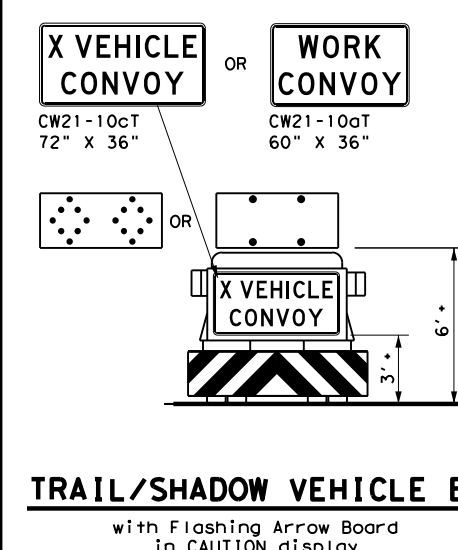 X VEHICLE
CONVOY
OR
WORK
CONVOY
CW21-10cT
72" X 36"
CW21-10aT
60" X 36"
OR
X VEHICLE
CONVOY
6' +
3' +
TRAIL/SHADOW VEHICLE
with Flashing Arrow Board
in CAUTION display